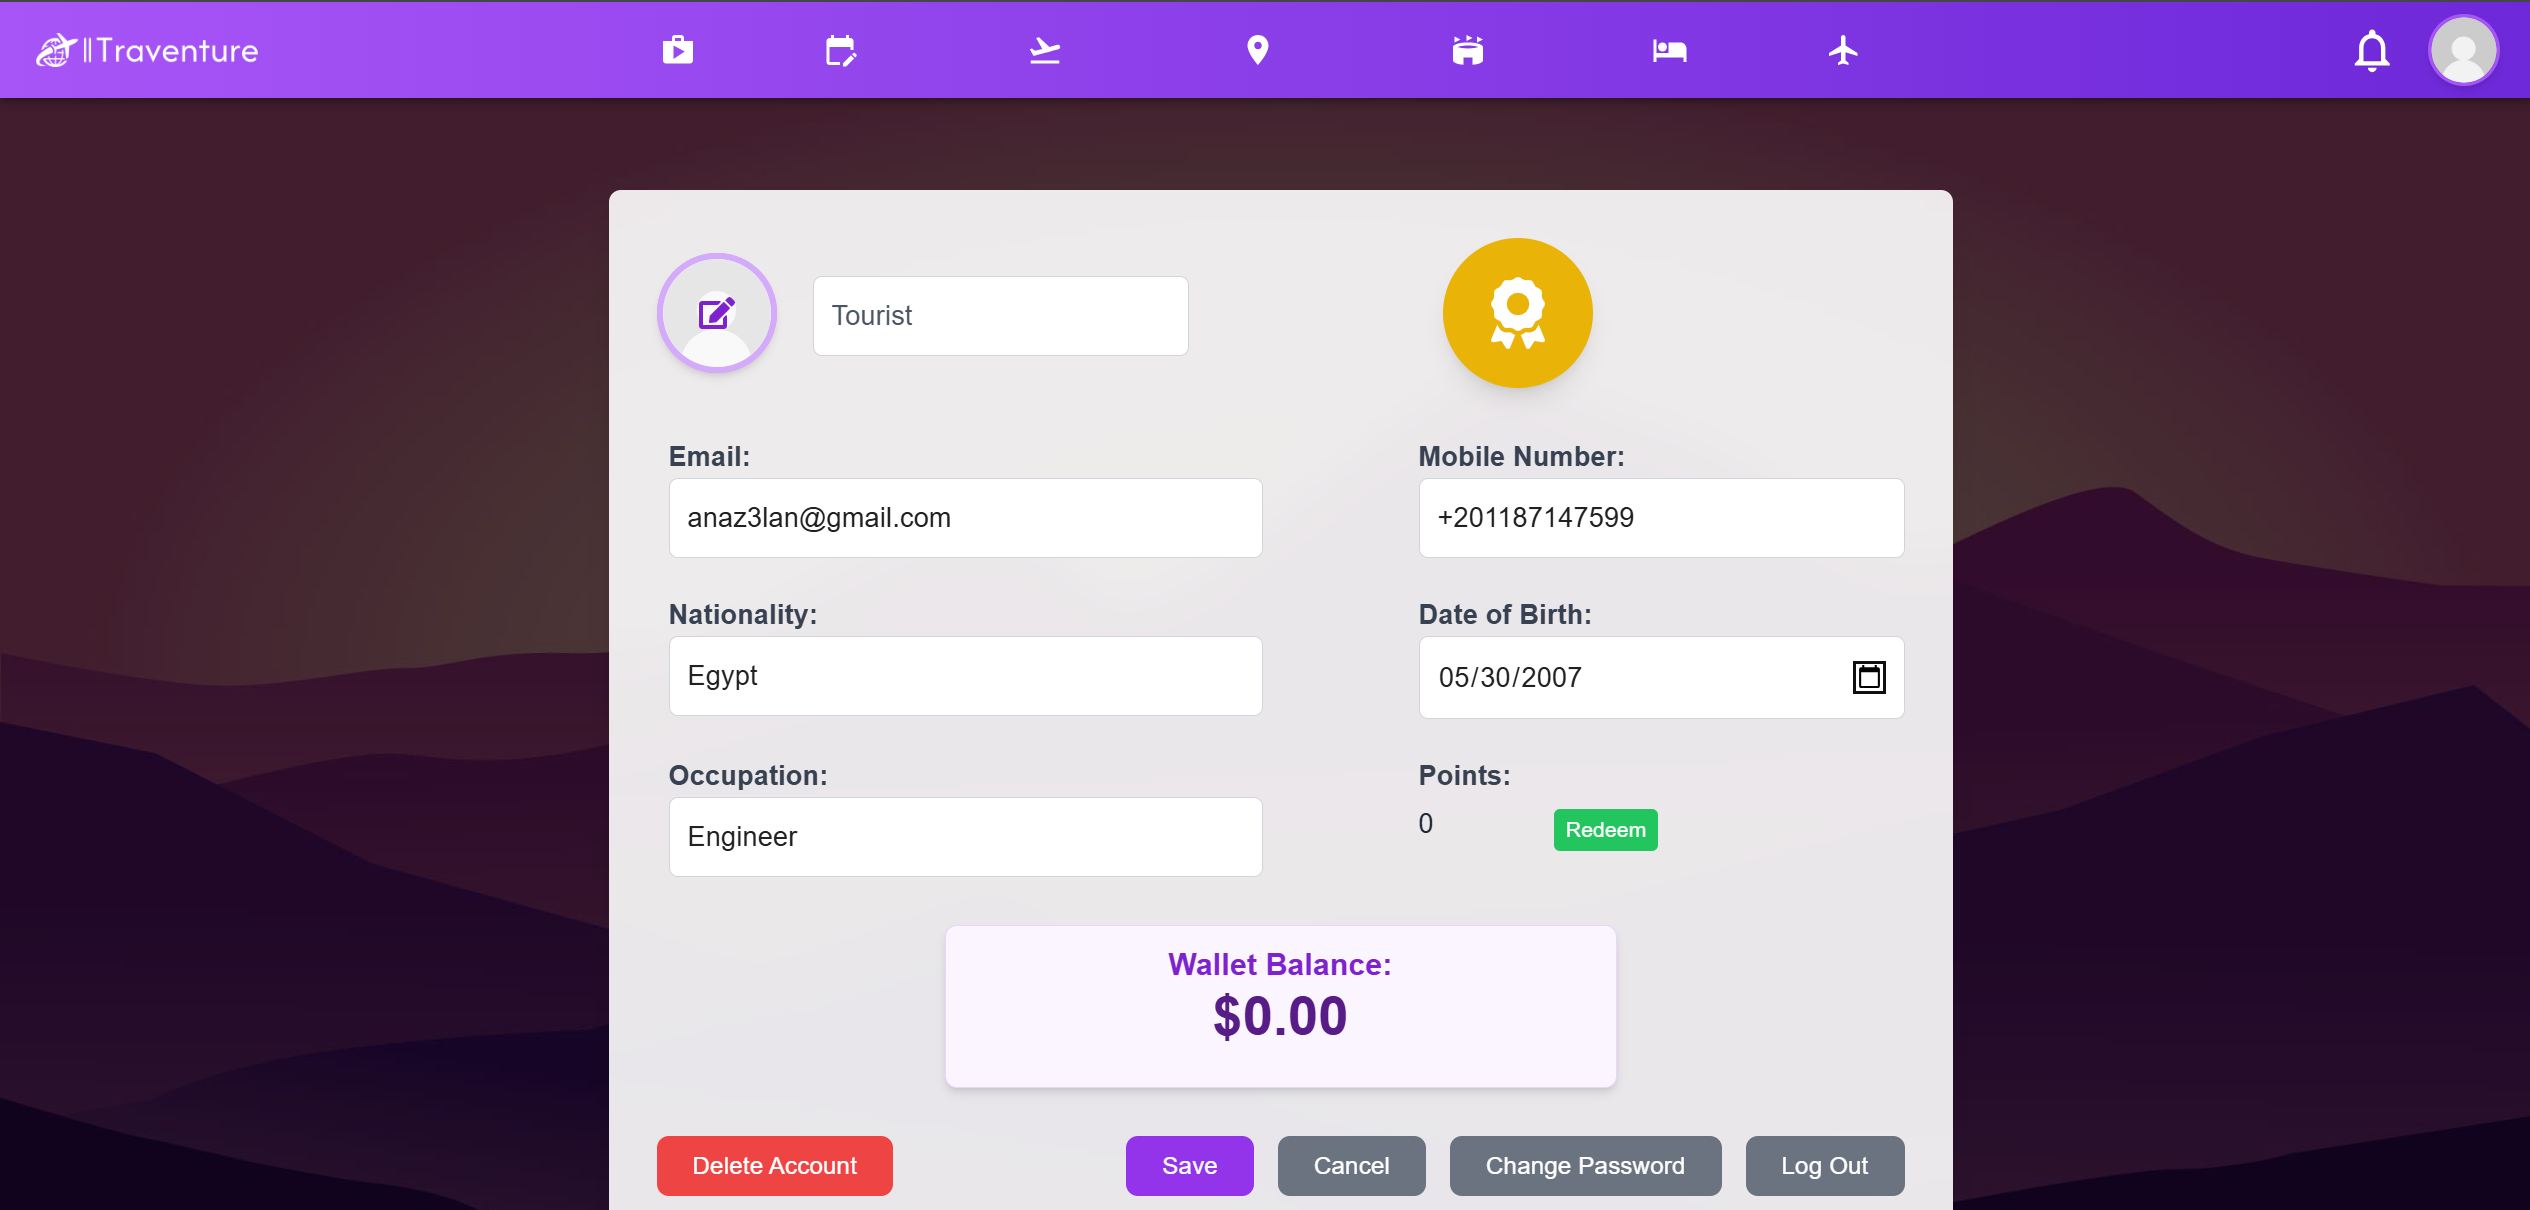 Traventure
Tourist
Email:
Mobile Number:
anaz3lan@gmail.com
+201187147599
Nationality:
Date of Birth:
Egypt
05/30/2007
Occupation:
Points:
Engineer
0
Redeem
Wallet Balance:
$0.00
Delete Account
Save
Cancel
Change Password
Log Out